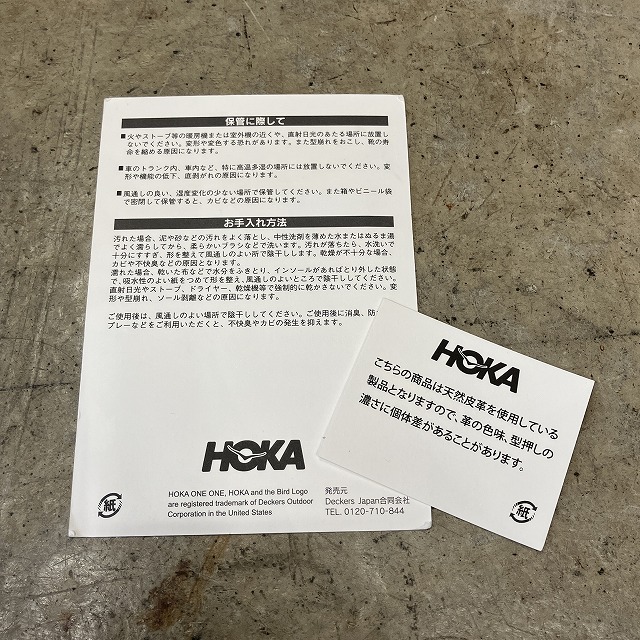 保管に際して
■火やストーブ等の暖房機または室外機の近くや、直射日光のあたる場所に放置し
ないでください。変形や変色する恐れがあります。また型崩れをおこし、靴の寿
命を縮める原因になります。
■車のトランク内、車内など、特に高温多湿の場所には放置しないでください。変
形や機能の低下、底剥がれの原因になります。
■風通しの良い、湿度変化の少ない場所で保管してください。また箱やビニール袋
で密閉して保管すると、カビなどの原因になります。
お手入れ方法
汚れた場合、泥や砂などの汚れをよく落とし、中性洗剤を薄めた水またはぬるま湯
でよく濡らしてから、柔らかいブラシなどで洗います。汚れが落ちたら、水洗いで
十分にすすぎ、形を整えて風通しのよい所で陰干しします。乾燥が不十分な場合、
カビや不快臭などの原因となります。
濡れた場合、乾いた布などで水分をふきとり、インソールがあればとり外した状態
で、吸水性のよい紙をつめて形を整え、風通しのよいところで陰干ししてください。
直射日光やストーブ、ドライヤー、乾燥機等で強制的に乾かさないでください。変
形や型崩れ、ソール剥離などの原因になります。
ご使用後は、風通しのよい場所で陰干ししてください。ご使用後に消臭、防
プレーなどをご利用いただくと、不快臭やカビの発生を抑えます。
HOKA
HOKA ONE ONE, HOKA and the Bird Logo
are registered trademark of Deckers Outdoor
Corporation in the United States
発売元
Deckers Japan合同会社
TEL. 0120-710-844
紙
HOKA
こちらの商品は天然皮革を使用している
製品となりますので、革の色味、型押しの
濃さに個体差があることがあります。
紙